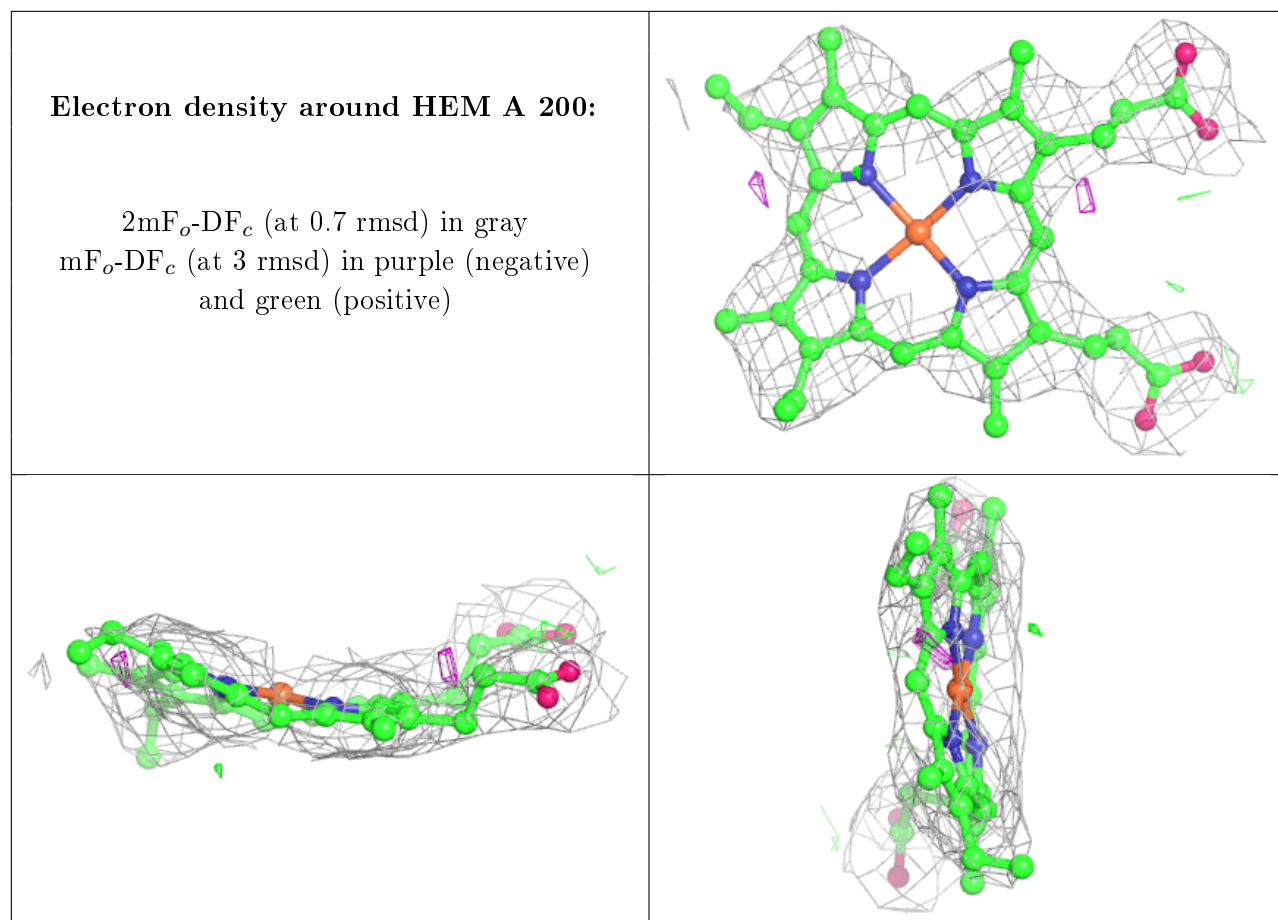 Electron density around HEM A 200:
2mFo-DFc (at 0.7 rmsd) in gray
mFo-DFc (at 3 rmsd) in purple (negative)
and green (positive)